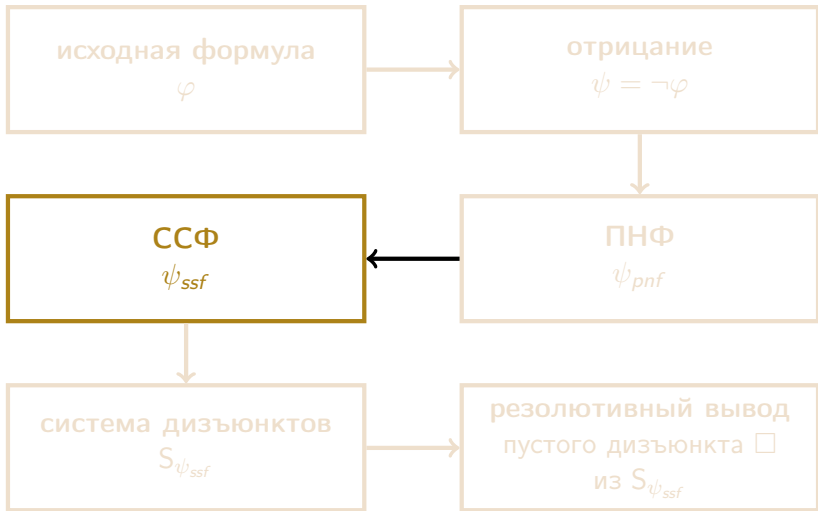 исходная формула
φ
отрицание
ψ = ¬φ
ССФ
ψ_ssf
ПНФ
ψ_pnf
система дизъюнктов
S_ψ_ssf
резолютивный вывод
пустого дизъюнкта □
из S_ψ_ssf